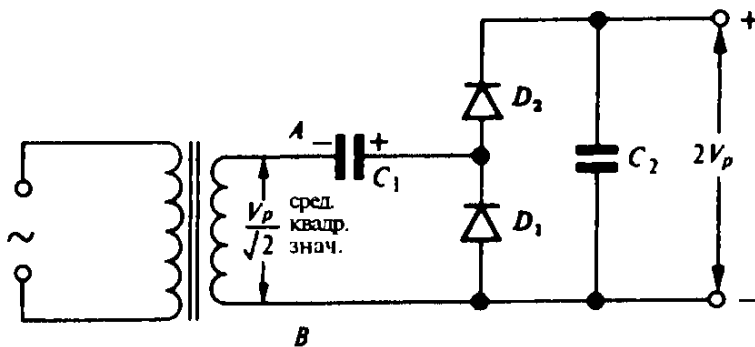 +
D₂
A
− +
C₁
C₂
2Vₚ
~
Vₚ/√2
сред.
квадр.
знач.
D₁
−
B